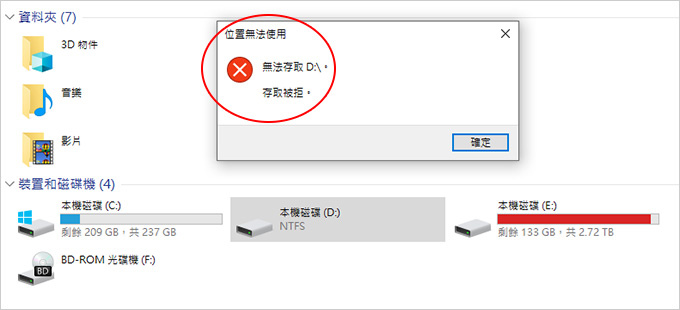 資料夾 (7)
3D 物件
音樂
影片
位置無法使用
無法存取 D:\。
存取被拒。
確定
裝置和磁碟機 (4)
本機磁碟 (C:)
剩餘 209 GB，共 237 GB
本機磁碟 (D:)
NTFS
本機磁碟 (E:)
剩餘 133 GB，共 2.72 TB
BD
BD-ROM 光碟機 (F:)